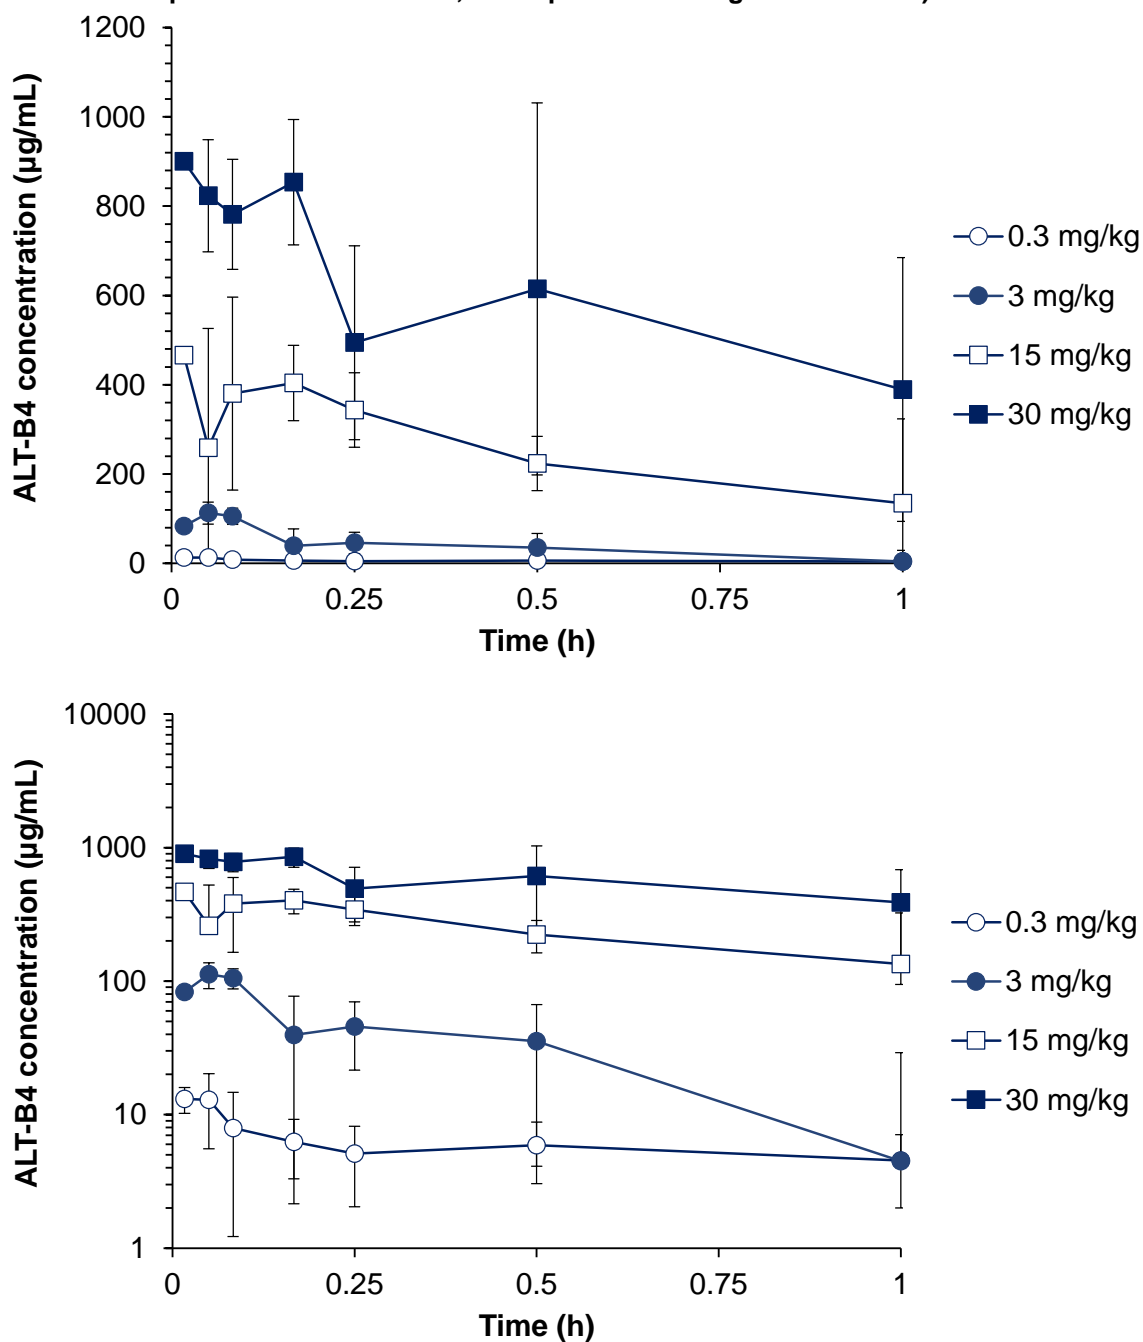 1200
1000
800
600
400
200
0
ALT-B4 concentration (µg/mL)
0 0.25 0.5 0.75 1
Time (h)
0.3 mg/kg
3 mg/kg
15 mg/kg
30 mg/kg
10000
1000
100
10
1
ALT-B4 concentration (µg/mL)
0 0.25 0.5 0.75 1
Time (h)
0.3 mg/kg
3 mg/kg
15 mg/kg
30 mg/kg